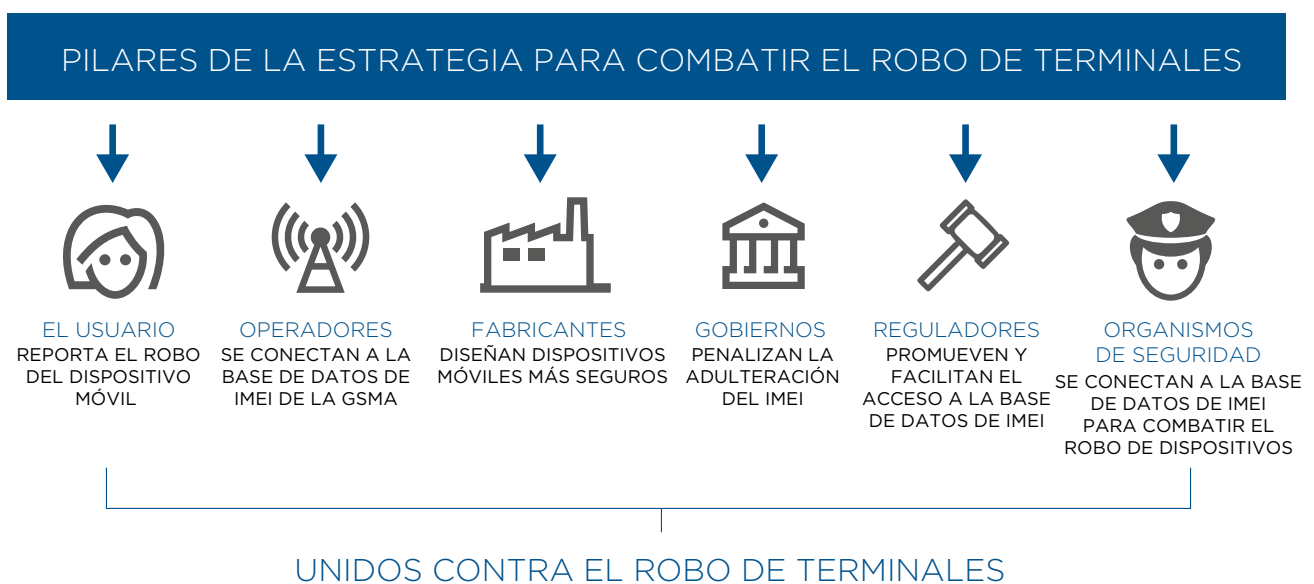 PILARES DE LA ESTRATEGIA PARA COMBATIR EL ROBO DE TERMINALES
EL USUARIO
REPORTA EL ROBO
DEL DISPOSITIVO
MÓVIL
OPERADORES
SE CONECTAN A LA
BASE DE DATOS DE
IMEI DE LA GSMA
FABRICANTES
DISEÑAN DISPOSITIVOS
MÓVILES MÁS SEGUROS
GOBIERNOS
PENALIZAN LA
ADULTERACIÓN
DEL IMEI
REGULADORES
PROMUEVEN Y
FACILITAN EL
ACCESO A LA BASE
DE DATOS DE IMEI
ORGANISMOS
DE SEGURIDAD
SE CONECTAN A LA BASE
DE DATOS DE IMEI
PARA COMBATIR EL
ROBO DE DISPOSITIVOS
UNIDOS CONTRA EL ROBO DE TERMINALES